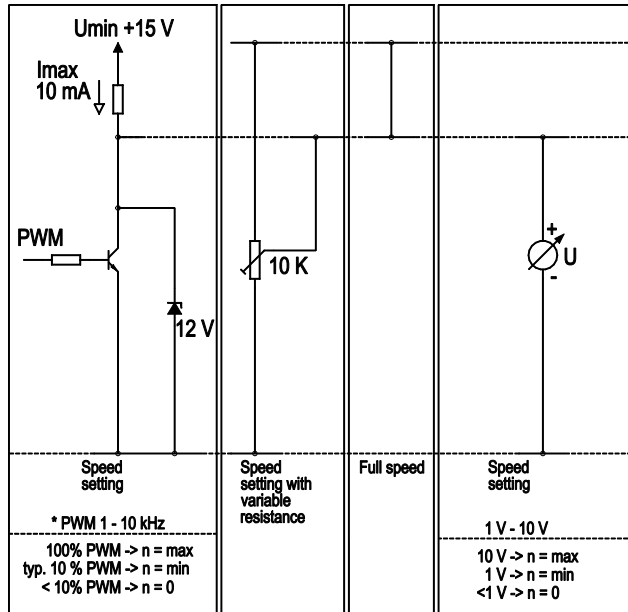 Umin +15 V
Imax
10 mA
PWM
12 V
10 K
+
U
-
Speed
setting
* PWM 1 - 10 kHz
100% PWM -> n = max
typ. 10 % PWM -> n = min
< 10% PWM -> n = 0
Speed
setting with
variable
resistance
Full speed
Speed
setting
1 V - 10 V
10 V -> n = max
1 V -> n = min
<1 V -> n = 0